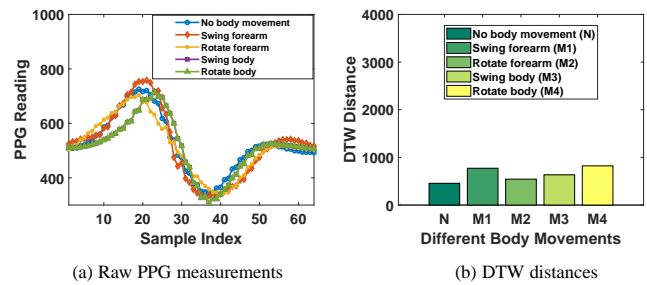 No body movement
Swing forearm
Rotate forearm
Swing body
Rotate body
PPG Reading
1000
800
600
400
10 20 30 40 50 60
Sample Index
(a) Raw PPG measurements
No body movement (N)
Swing forearm (M1)
Rotate forearm (M2)
Swing body (M3)
Rotate body (M4)
DTW Distance
4000
3000
2000
1000
0
N M1 M2 M3 M4
Different Body Movements
(b) DTW distances